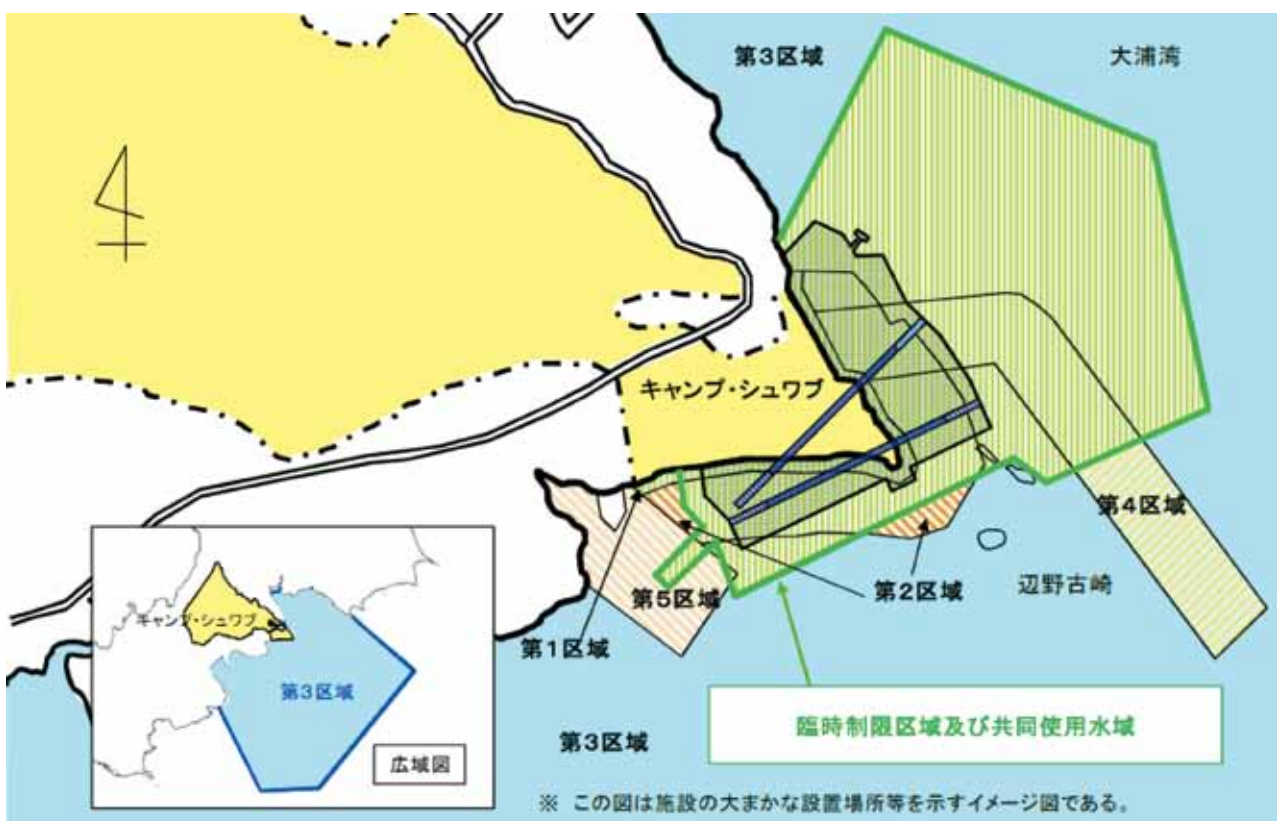 第3区域
大浦湾
キャンプ・シュワブ
第4区域
第5区域
第2区域
辺野古崎
第1区域
キャンプ・シュワブ
第3区域
広域図
臨時制限区域及び共同使用水域
第3区域
※ この図は施設の大まかな設置場所等を示すイメージ図である。